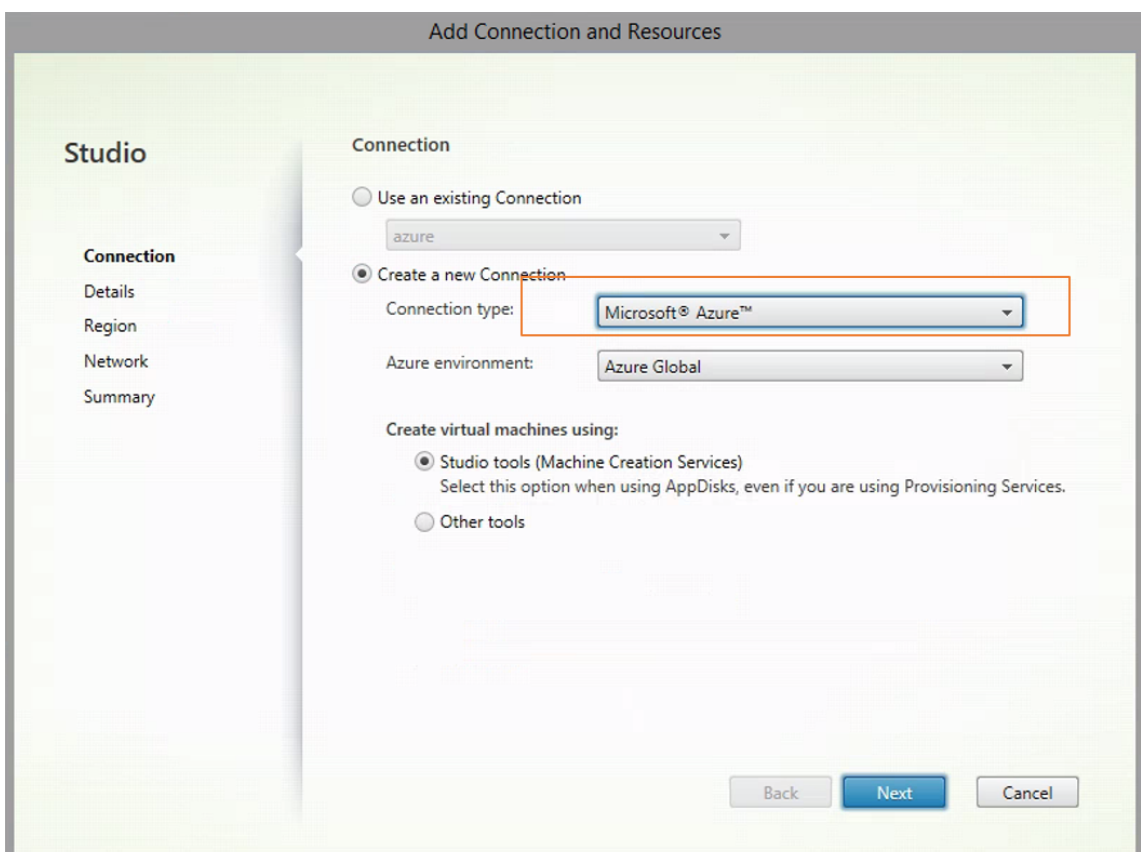 Add Connection and Resources
Studio
Connection
Details
Region
Network
Summary
Connection
Use an existing Connection
azure
Create a new Connection
Connection type:
Microsoft® Azure™
Azure environment:
Azure Global
Create virtual machines using:
Studio tools (Machine Creation Services)
Select this option when using AppDisks, even if you are using Provisioning Services.
Other tools
Back
Next
Cancel